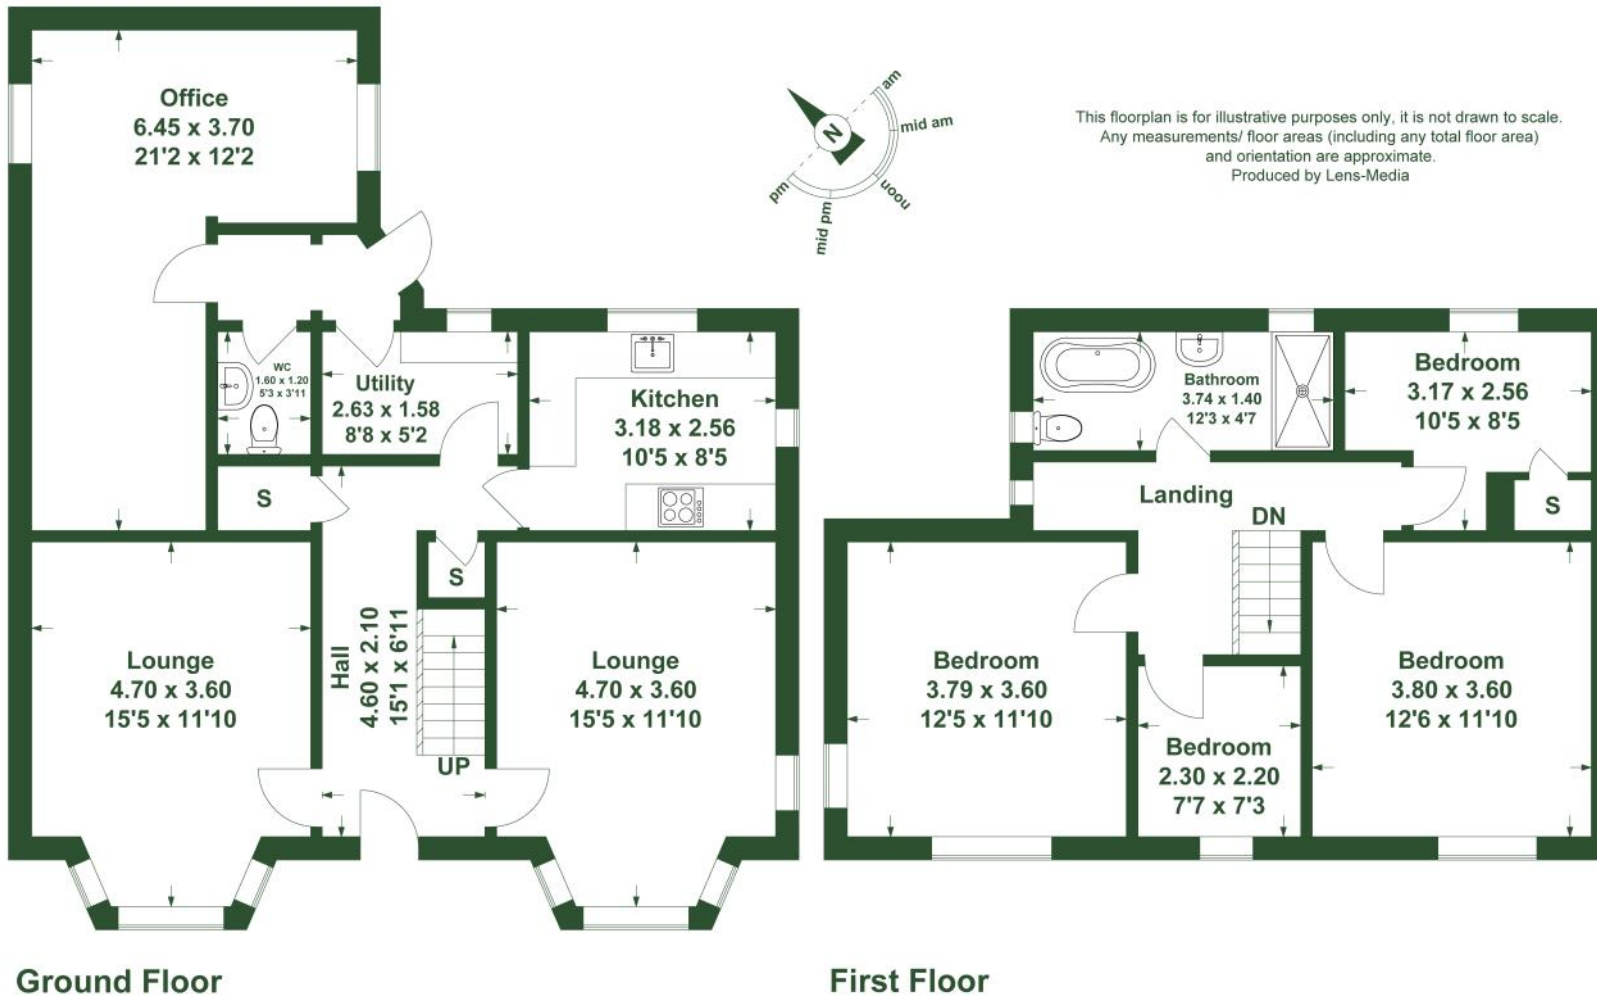 Office
6.45 x 3.70
21'2 x 12'2
N
am
mid am
noon
mid pm
pm
This floorplan is for illustrative purposes only, it is not drawn to scale.
Any measurements/ floor areas (including any total floor area)
and orientation are approximate.
Produced by Lens-Media
WC
1.60 x 1.20
5'3 x 3'11
Utility
2.63 x 1.58
8'8 x 5'2
Kitchen
3.18 x 2.56
10'5 x 8'5
S
S
Hall
4.60 x 2.10
15'1 x 6'11
UP
Lounge
4.70 x 3.60
15'5 x 11'10
Lounge
4.70 x 3.60
15'5 x 11'10
Ground Floor
Bathroom
3.74 x 1.40
12'3 x 4'7
Bedroom
3.17 x 2.56
10'5 x 8'5
Landing
DN
S
Bedroom
3.79 x 3.60
12'5 x 11'10
Bedroom
2.30 x 2.20
7'7 x 7'3
Bedroom
3.80 x 3.60
12'6 x 11'10
First Floor